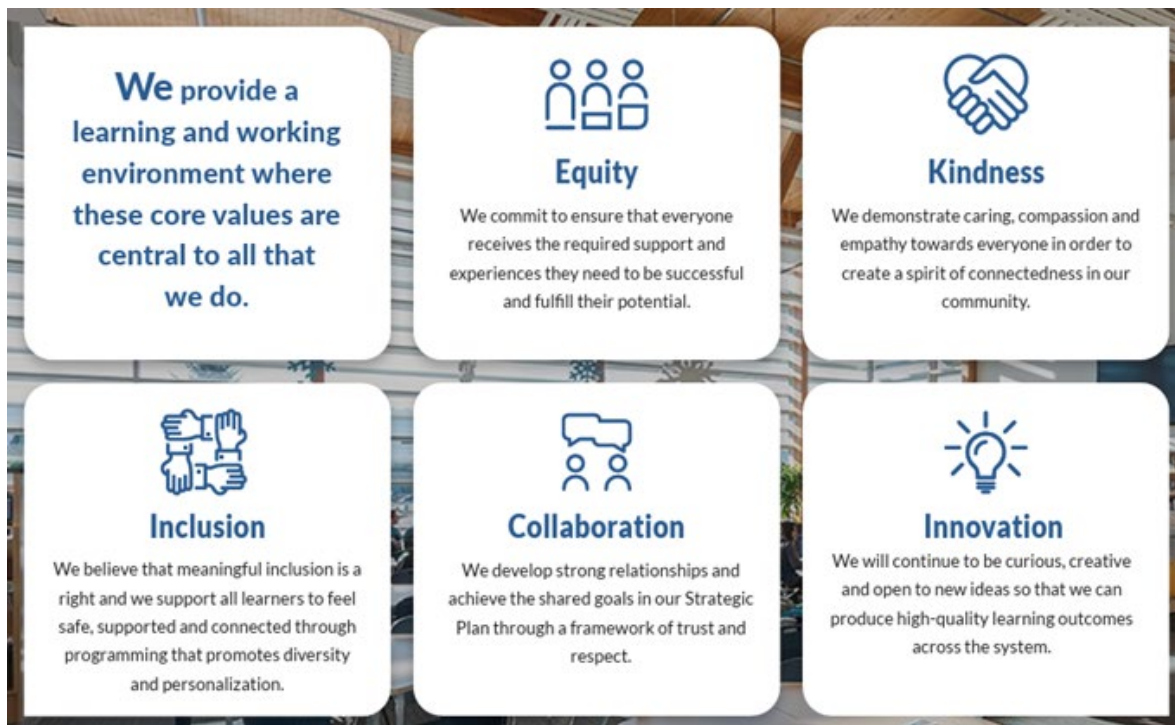 We provide a
learning and working
environment where
these core values are
central to all that
we do.
Equity
We commit to ensure that everyone
receives the required support and
experiences they need to be successful
and fulfill their potential.
Kindness
We demonstrate caring, compassion and
empathy towards everyone in order to
create a spirit of connectedness in our
community.
Inclusion
We believe that meaningful inclusion is a
right and we support all learners to feel
safe, supported and connected through
programming that promotes diversity
and personalization.
Collaboration
We develop strong relationships and
achieve the shared goals in our Strategic
Plan through a framework of trust and
respect.
Innovation
We will continue to be curious, creative
and open to new ideas so that we can
produce high-quality learning outcomes
across the system.